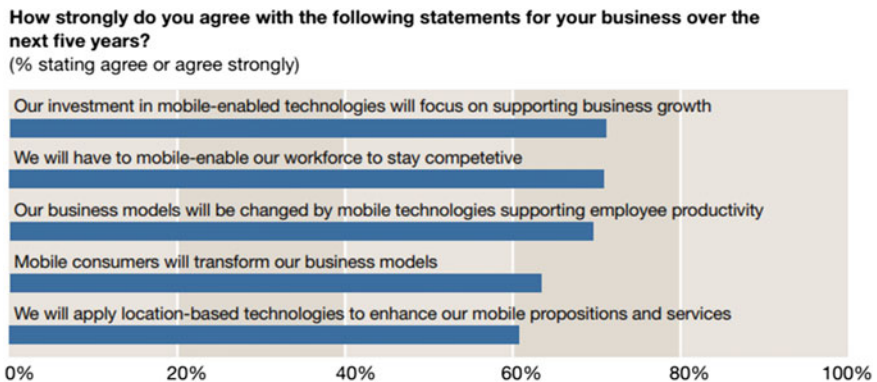 How strongly do you agree with the following statements for your business over the
next five years?
(% stating agree or agree strongly)
Our investment in mobile-enabled technologies will focus on supporting business growth
We will have to mobile-enable our workforce to stay competetive
Our business models will be changed by mobile technologies supporting employee productivity
Mobile consumers will transform our business models
We will apply location-based technologies to enhance our mobile propositions and services
0% 20% 40% 60% 80% 100%